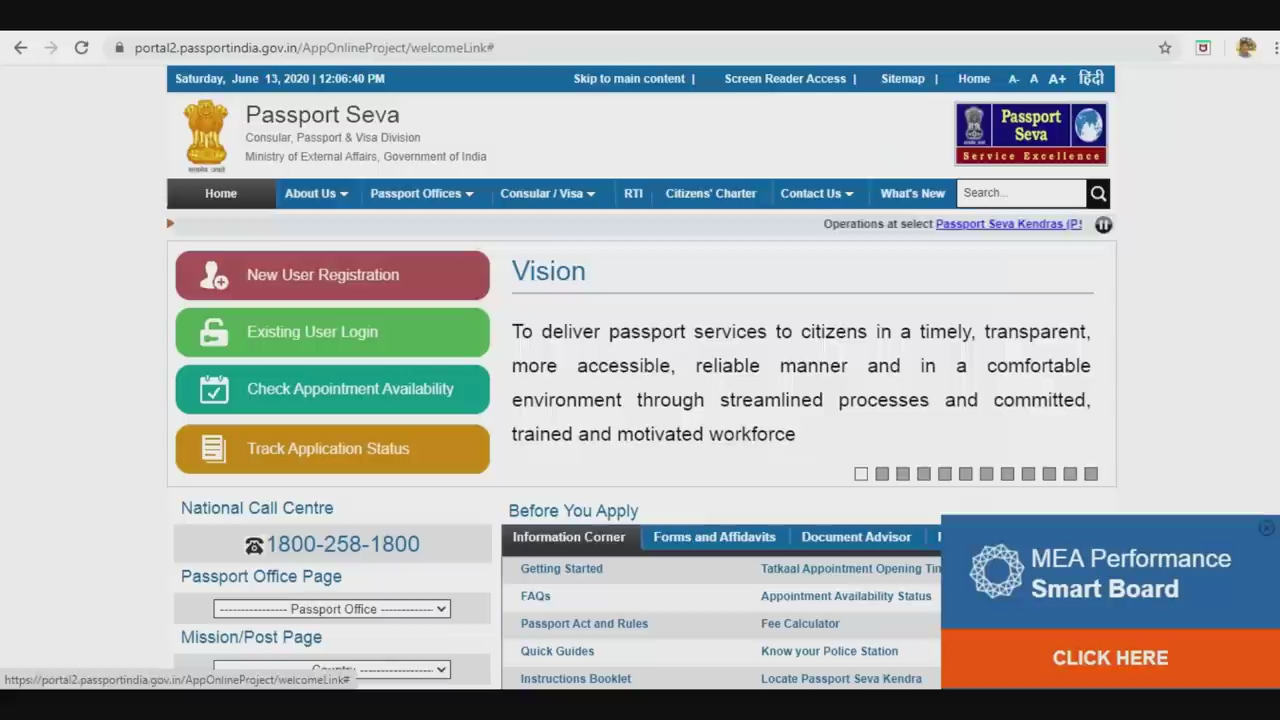 portal2.passportindia.gov.in/AppOnlineProject/welcomeLink#
Saturday, June 13, 2020 | 12:06:40 PM
Skip to main content | Screen Reader Access | Sitemap | Home A- A A+ हिंदी
Passport Seva
Consular, Passport & Visa Division
Ministry of External Affairs, Government of India
सत्यमेव जयते
Passport
Seva
Service Excellence
Home About Us Passport Offices Consular / Visa RTI Citizens' Charter Contact Us What's New Search...
Operations at select Passport Seva Kendras (P
New User Registration
Existing User Login
Check Appointment Availability
Track Application Status
Vision
To deliver passport services to citizens in a timely, transparent,
more accessible, reliable manner and in a comfortable
environment through streamlined processes and committed,
trained and motivated workforce
National Call Centre
1800-258-1800
Passport Office Page
---------------- Passport Office --------------
Mission/Post Page
Before You Apply
Information Corner Forms and Affidavits Document Advisor
Getting Started Tatkaal Appointment Opening
FAQs Appointment Availability Status
Passport Act and Rules Fee Calculator
Quick Guides Know your Police Station
Instructions Booklet Locate Passport Seva Kendra
MEA Performance
Smart Board
CLICK HERE
https://portal2.passportindia.gov.in/AppOnlineProject/welcomeLink#